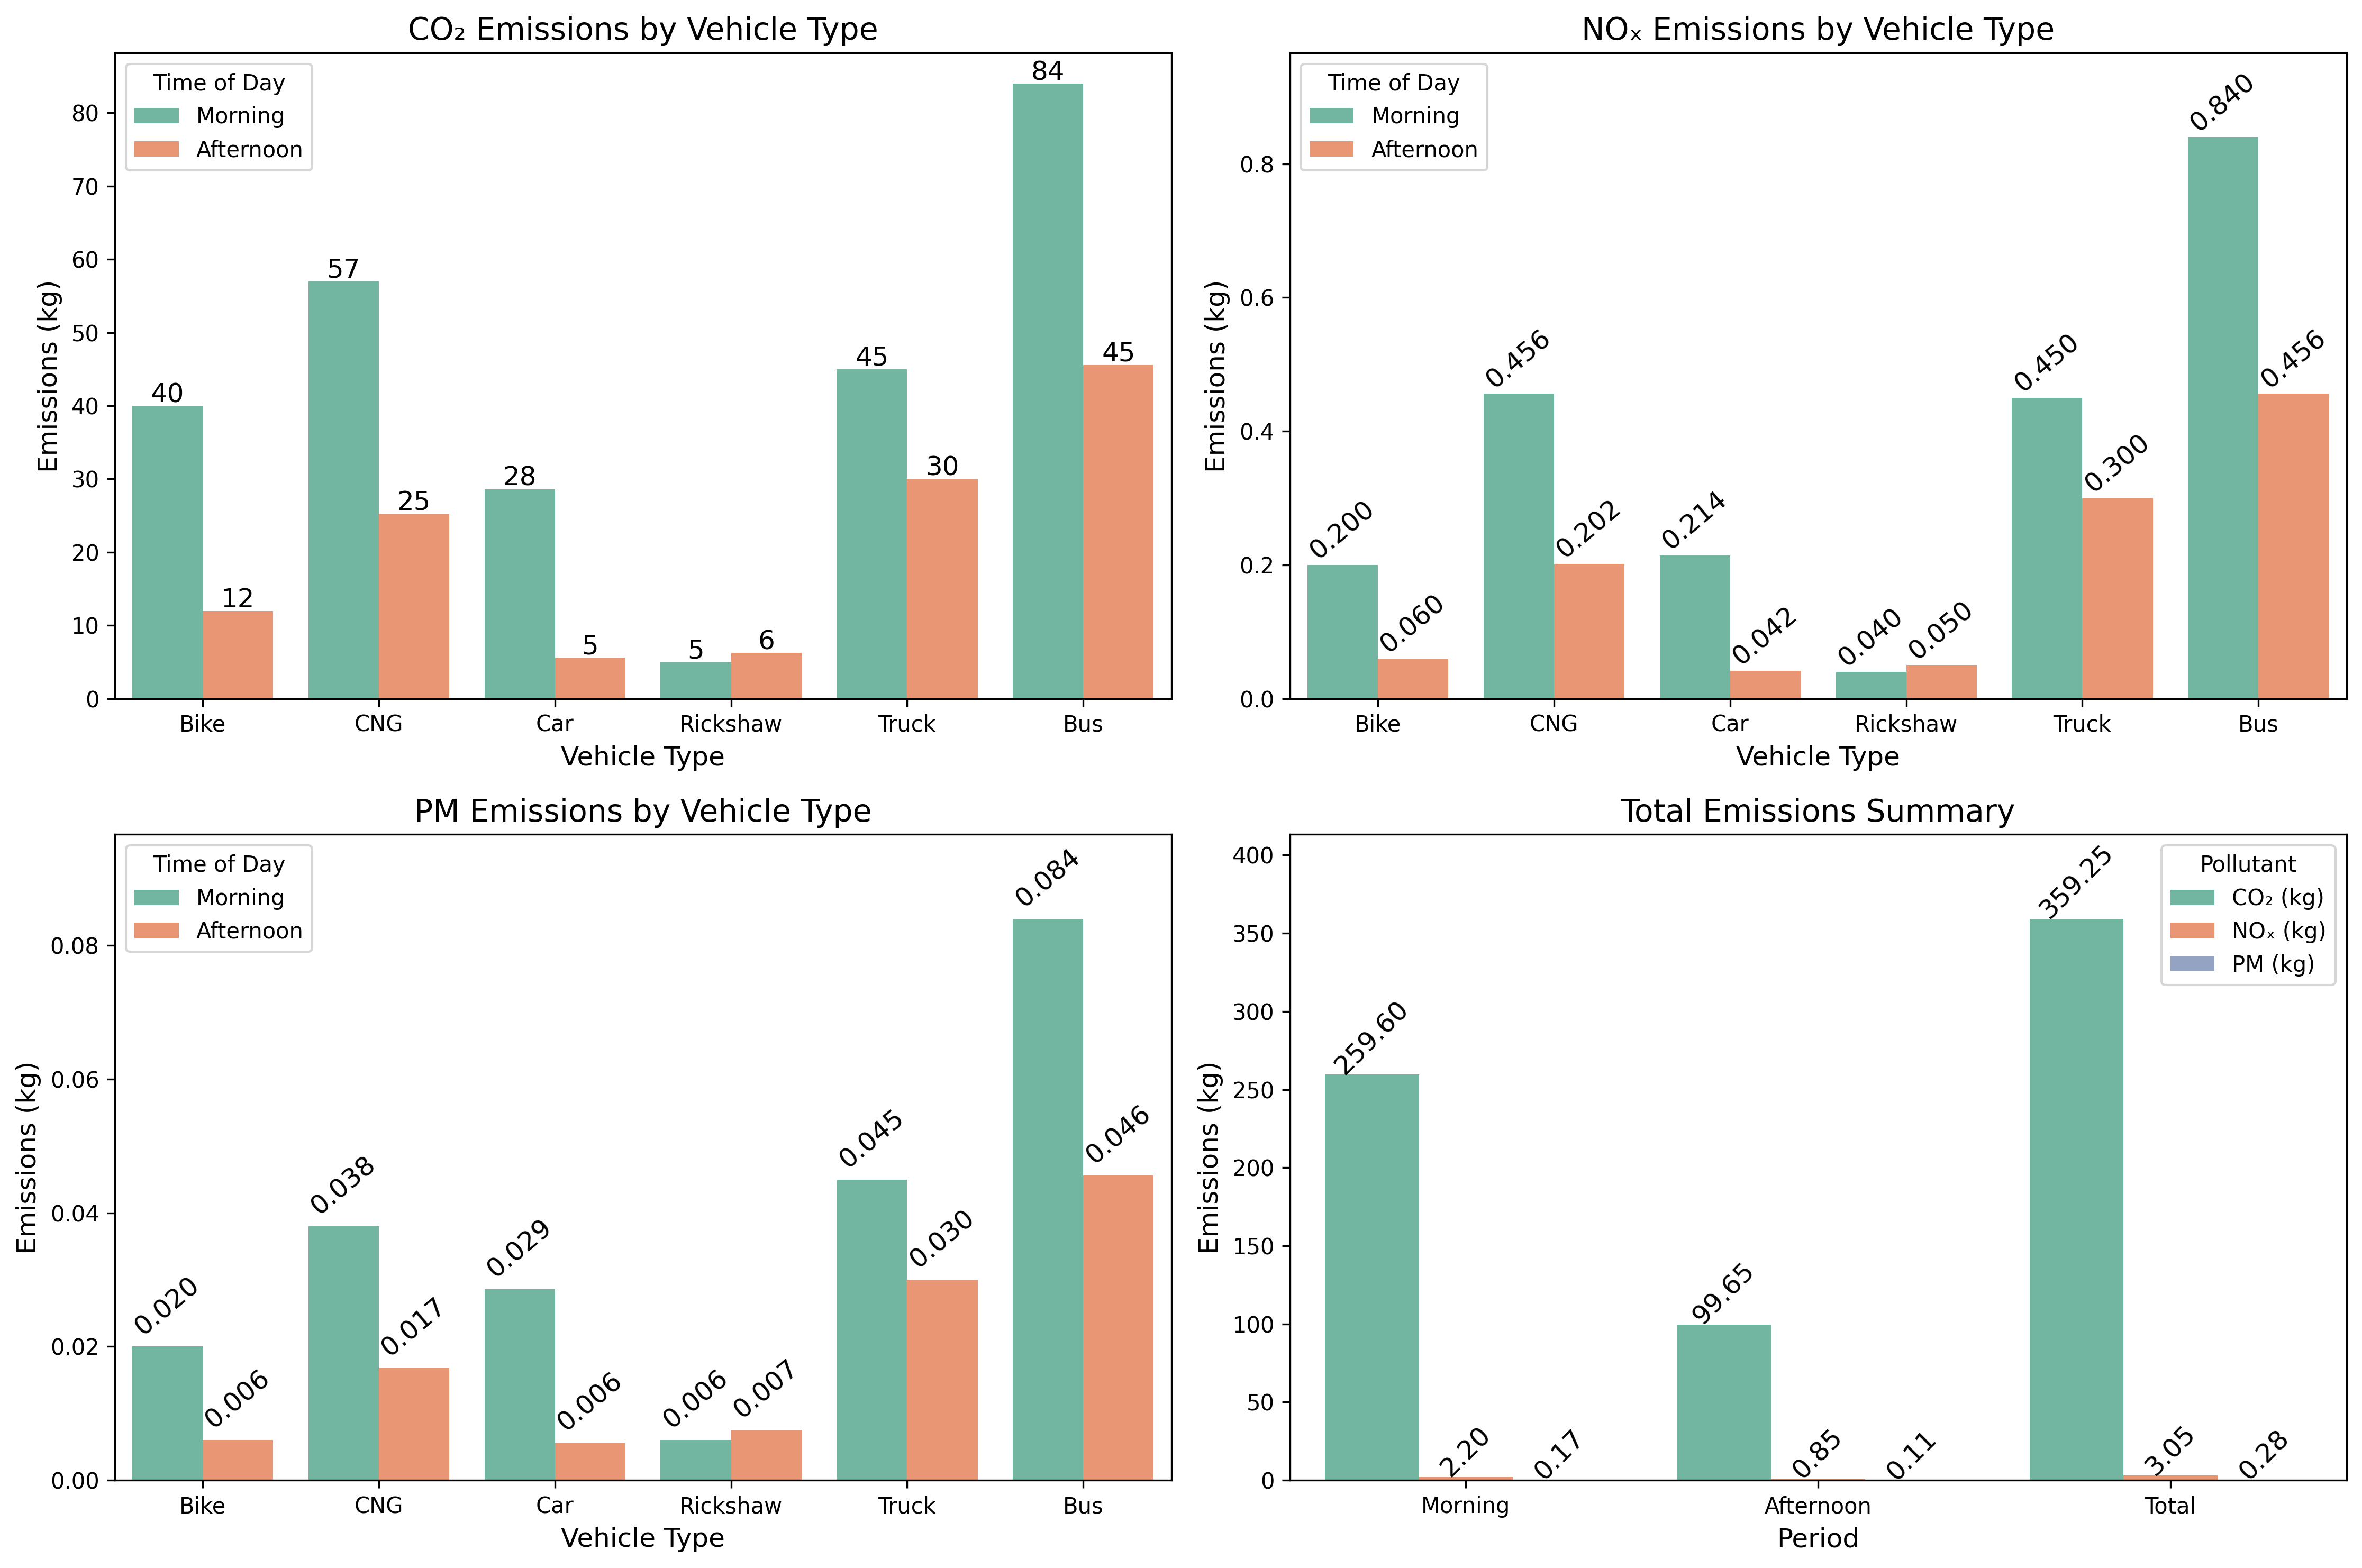 CO₂ Emissions by Vehicle Type
Time of Day
Morning
Afternoon
Emissions (kg)
80
70
60
50
40
30
20
10
0
40
12
57
25
28
5
5
6
45
30
84
45
Bike
CNG
Car
Rickshaw
Truck
Bus
Vehicle Type
NOₓ Emissions by Vehicle Type
Time of Day
Morning
Afternoon
Emissions (kg)
0.8
0.6
0.4
0.2
0.0
0.200
0.060
0.456
0.202
0.214
0.042
0.040
0.050
0.450
0.300
0.840
0.456
Bike
CNG
Car
Rickshaw
Truck
Bus
Vehicle Type
PM Emissions by Vehicle Type
Time of Day
Morning
Afternoon
Emissions (kg)
0.08
0.06
0.04
0.02
0.00
0.020
0.006
0.038
0.017
0.029
0.006
0.006
0.007
0.045
0.030
0.084
0.046
Bike
CNG
Car
Rickshaw
Truck
Bus
Vehicle Type
Total Emissions Summary
Pollutant
CO₂ (kg)
NOₓ (kg)
PM (kg)
Emissions (kg)
400
350
300
250
200
150
100
50
0
259.60
2.20
0.17
99.65
0.85
0.11
359.25
3.05
0.28
Morning
Afternoon
Total
Period